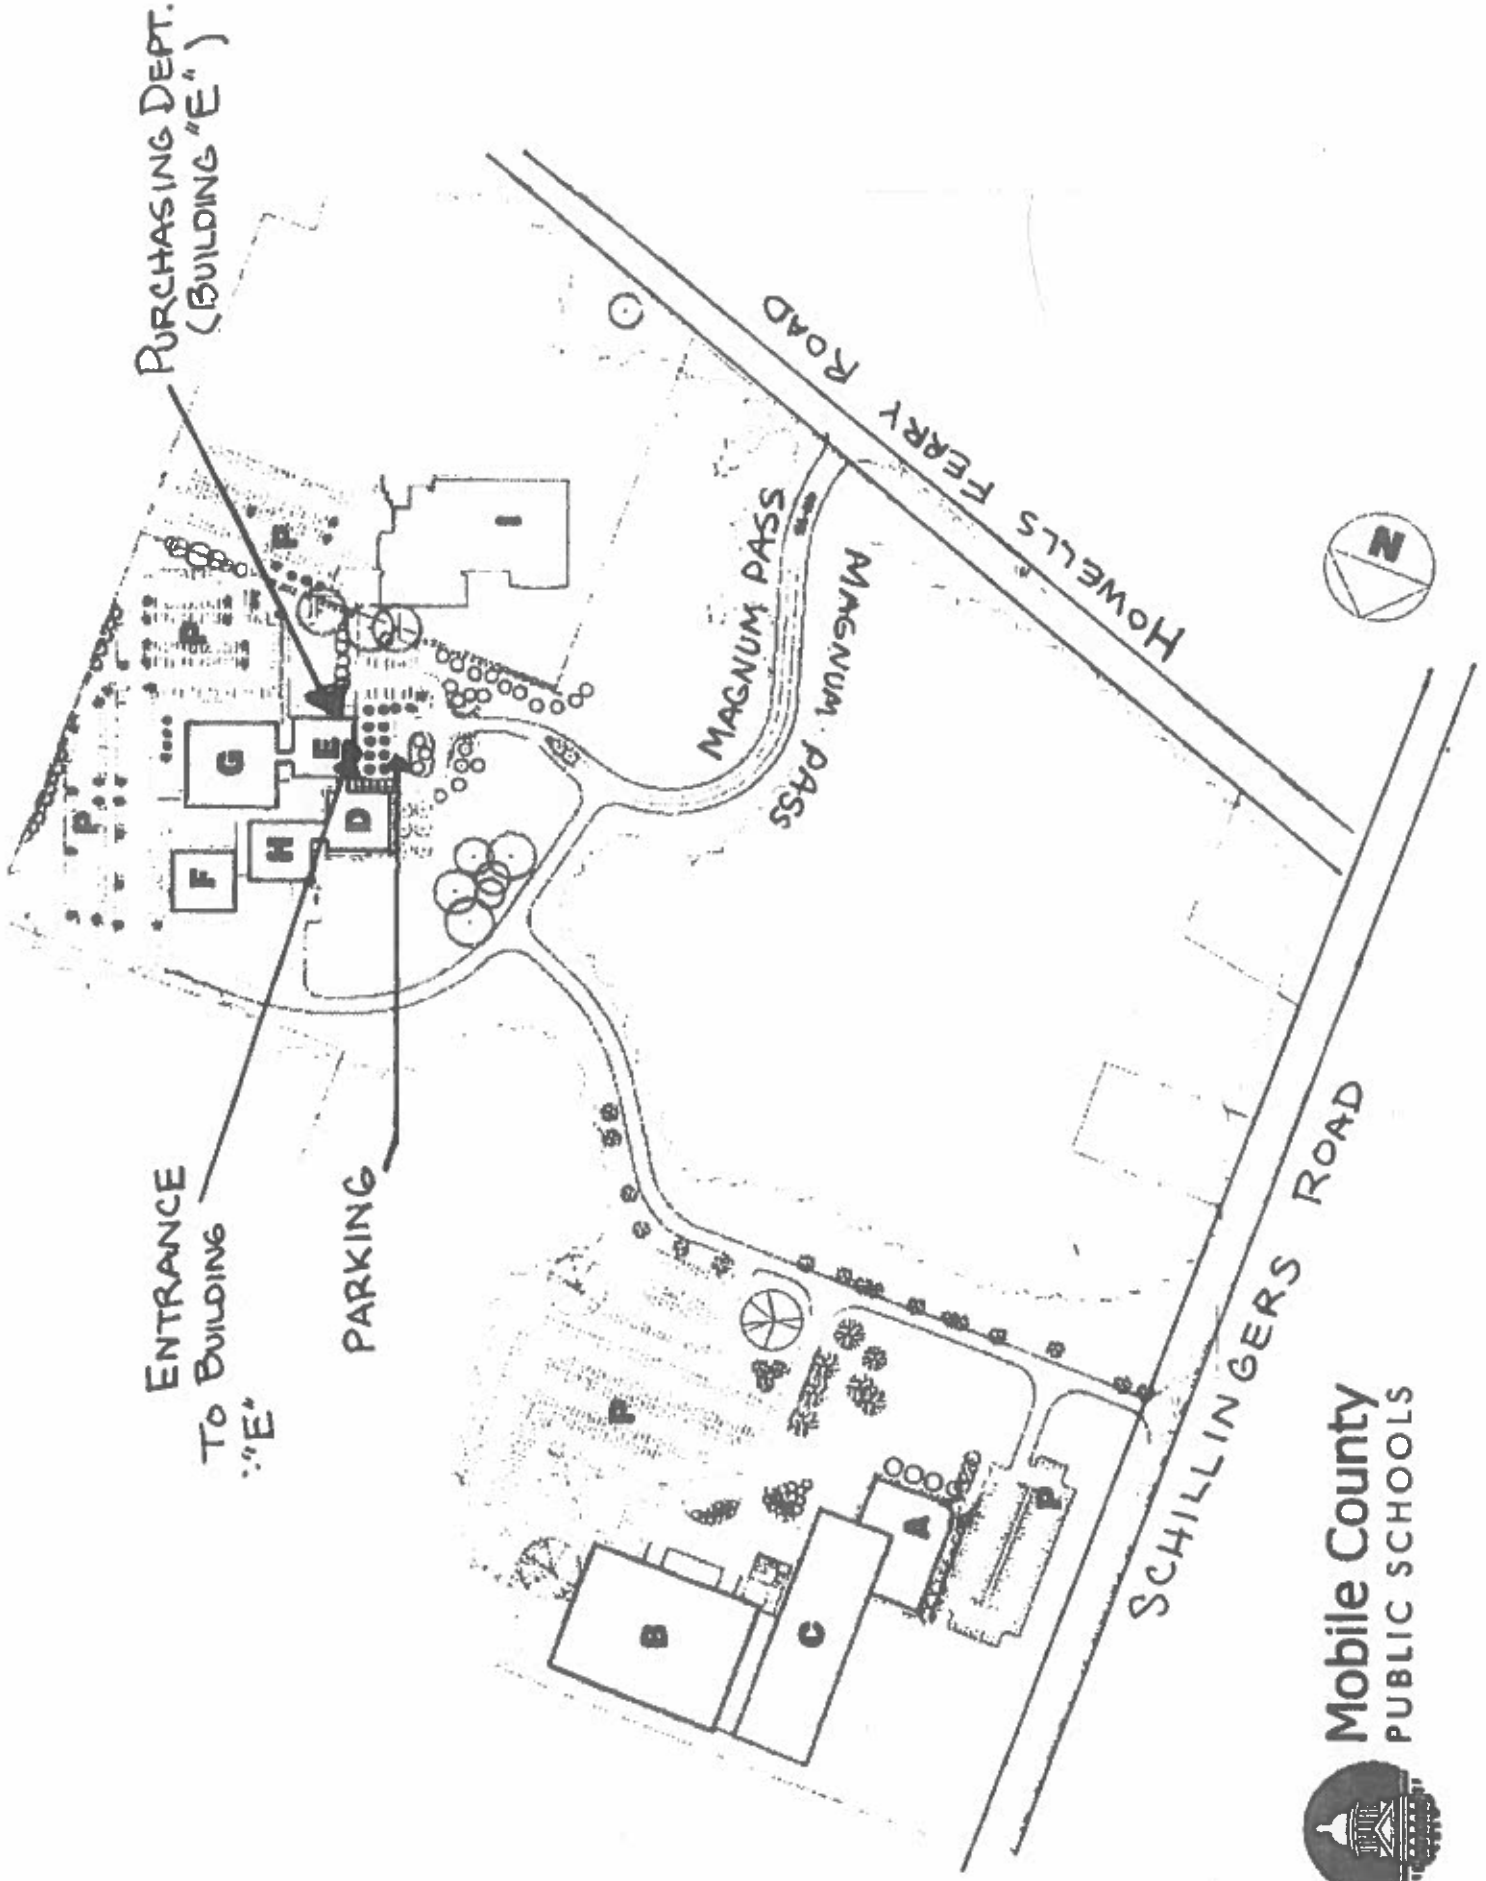 PURCHASING DEPT.
(BUILDING "E")
ENTRANCE
TO BUILDING
"E"
PARKING
P
P
P
G
E
F
H
D
I
MAGNUM PASS
MAGNUM PASS
HOWELLS FERRY ROAD
N
P
B
C
A
P
SCHILLINGERS ROAD
Mobile County
PUBLIC SCHOOLS